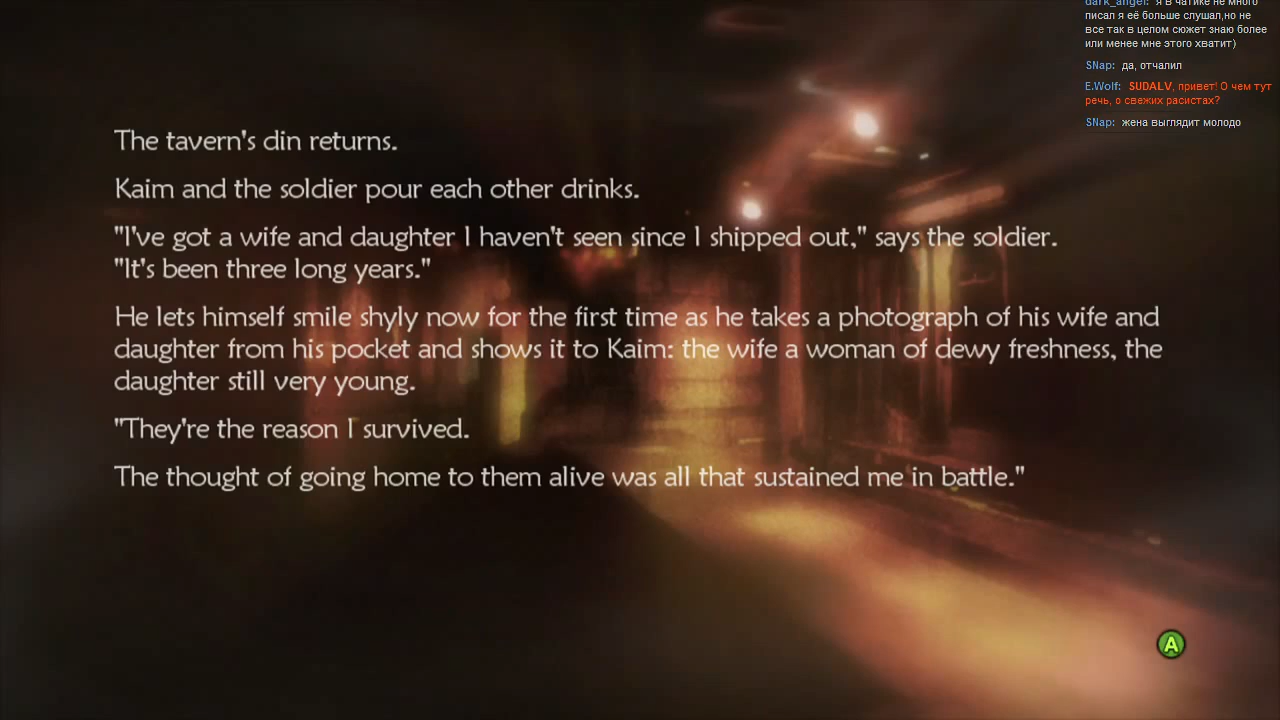 The tavern's din returns.
Kaim and the soldier pour each other drinks.
"I've got a wife and daughter I haven't seen since I shipped out," says the soldier.
"It's been three long years."
He lets himself smile shyly now for the first time as he takes a photograph of his wife and
daughter from his pocket and shows it to Kaim: the wife a woman of dewy freshness, the
daughter still very young.
"They're the reason I survived.
The thought of going home to them alive was all that sustained me in battle."
A
dark_angel: я в чатике не много
писал я её больше слушал,но не
все так в целом сюжет знаю более
или менее мне этого хватит)
SNap: да, отчалил
E.Wolf: SUDALV, привет! О чем тут
речь, о свежих расистах?
SNap: жена выглядит молодо